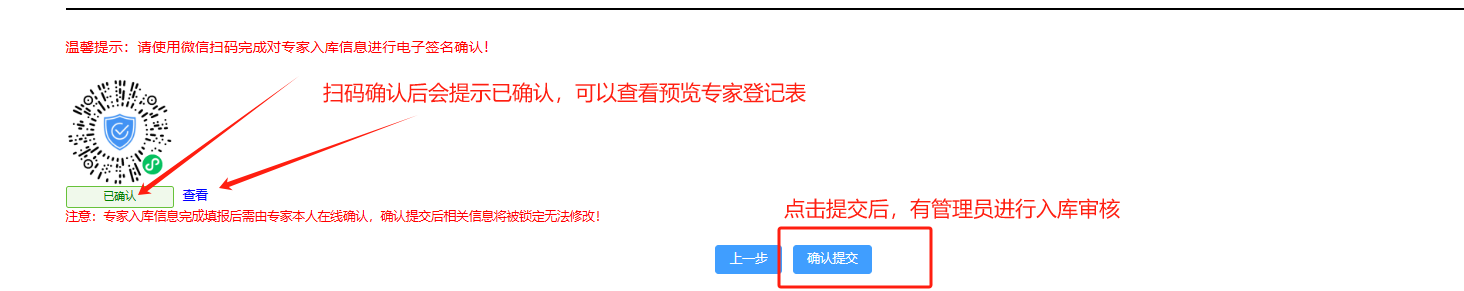 温馨提示：请使用微信扫码完成对专家入库信息进行电子签名确认！
扫码确认后会提示已确认，可以查看预览专家登记表
已确认 查看
注意：专家入库信息完成填报后需由专家本人在线确认，确认提交后相关信息将被锁定无法修改！
点击提交后，有管理员进行入库审核
上一步 确认提交